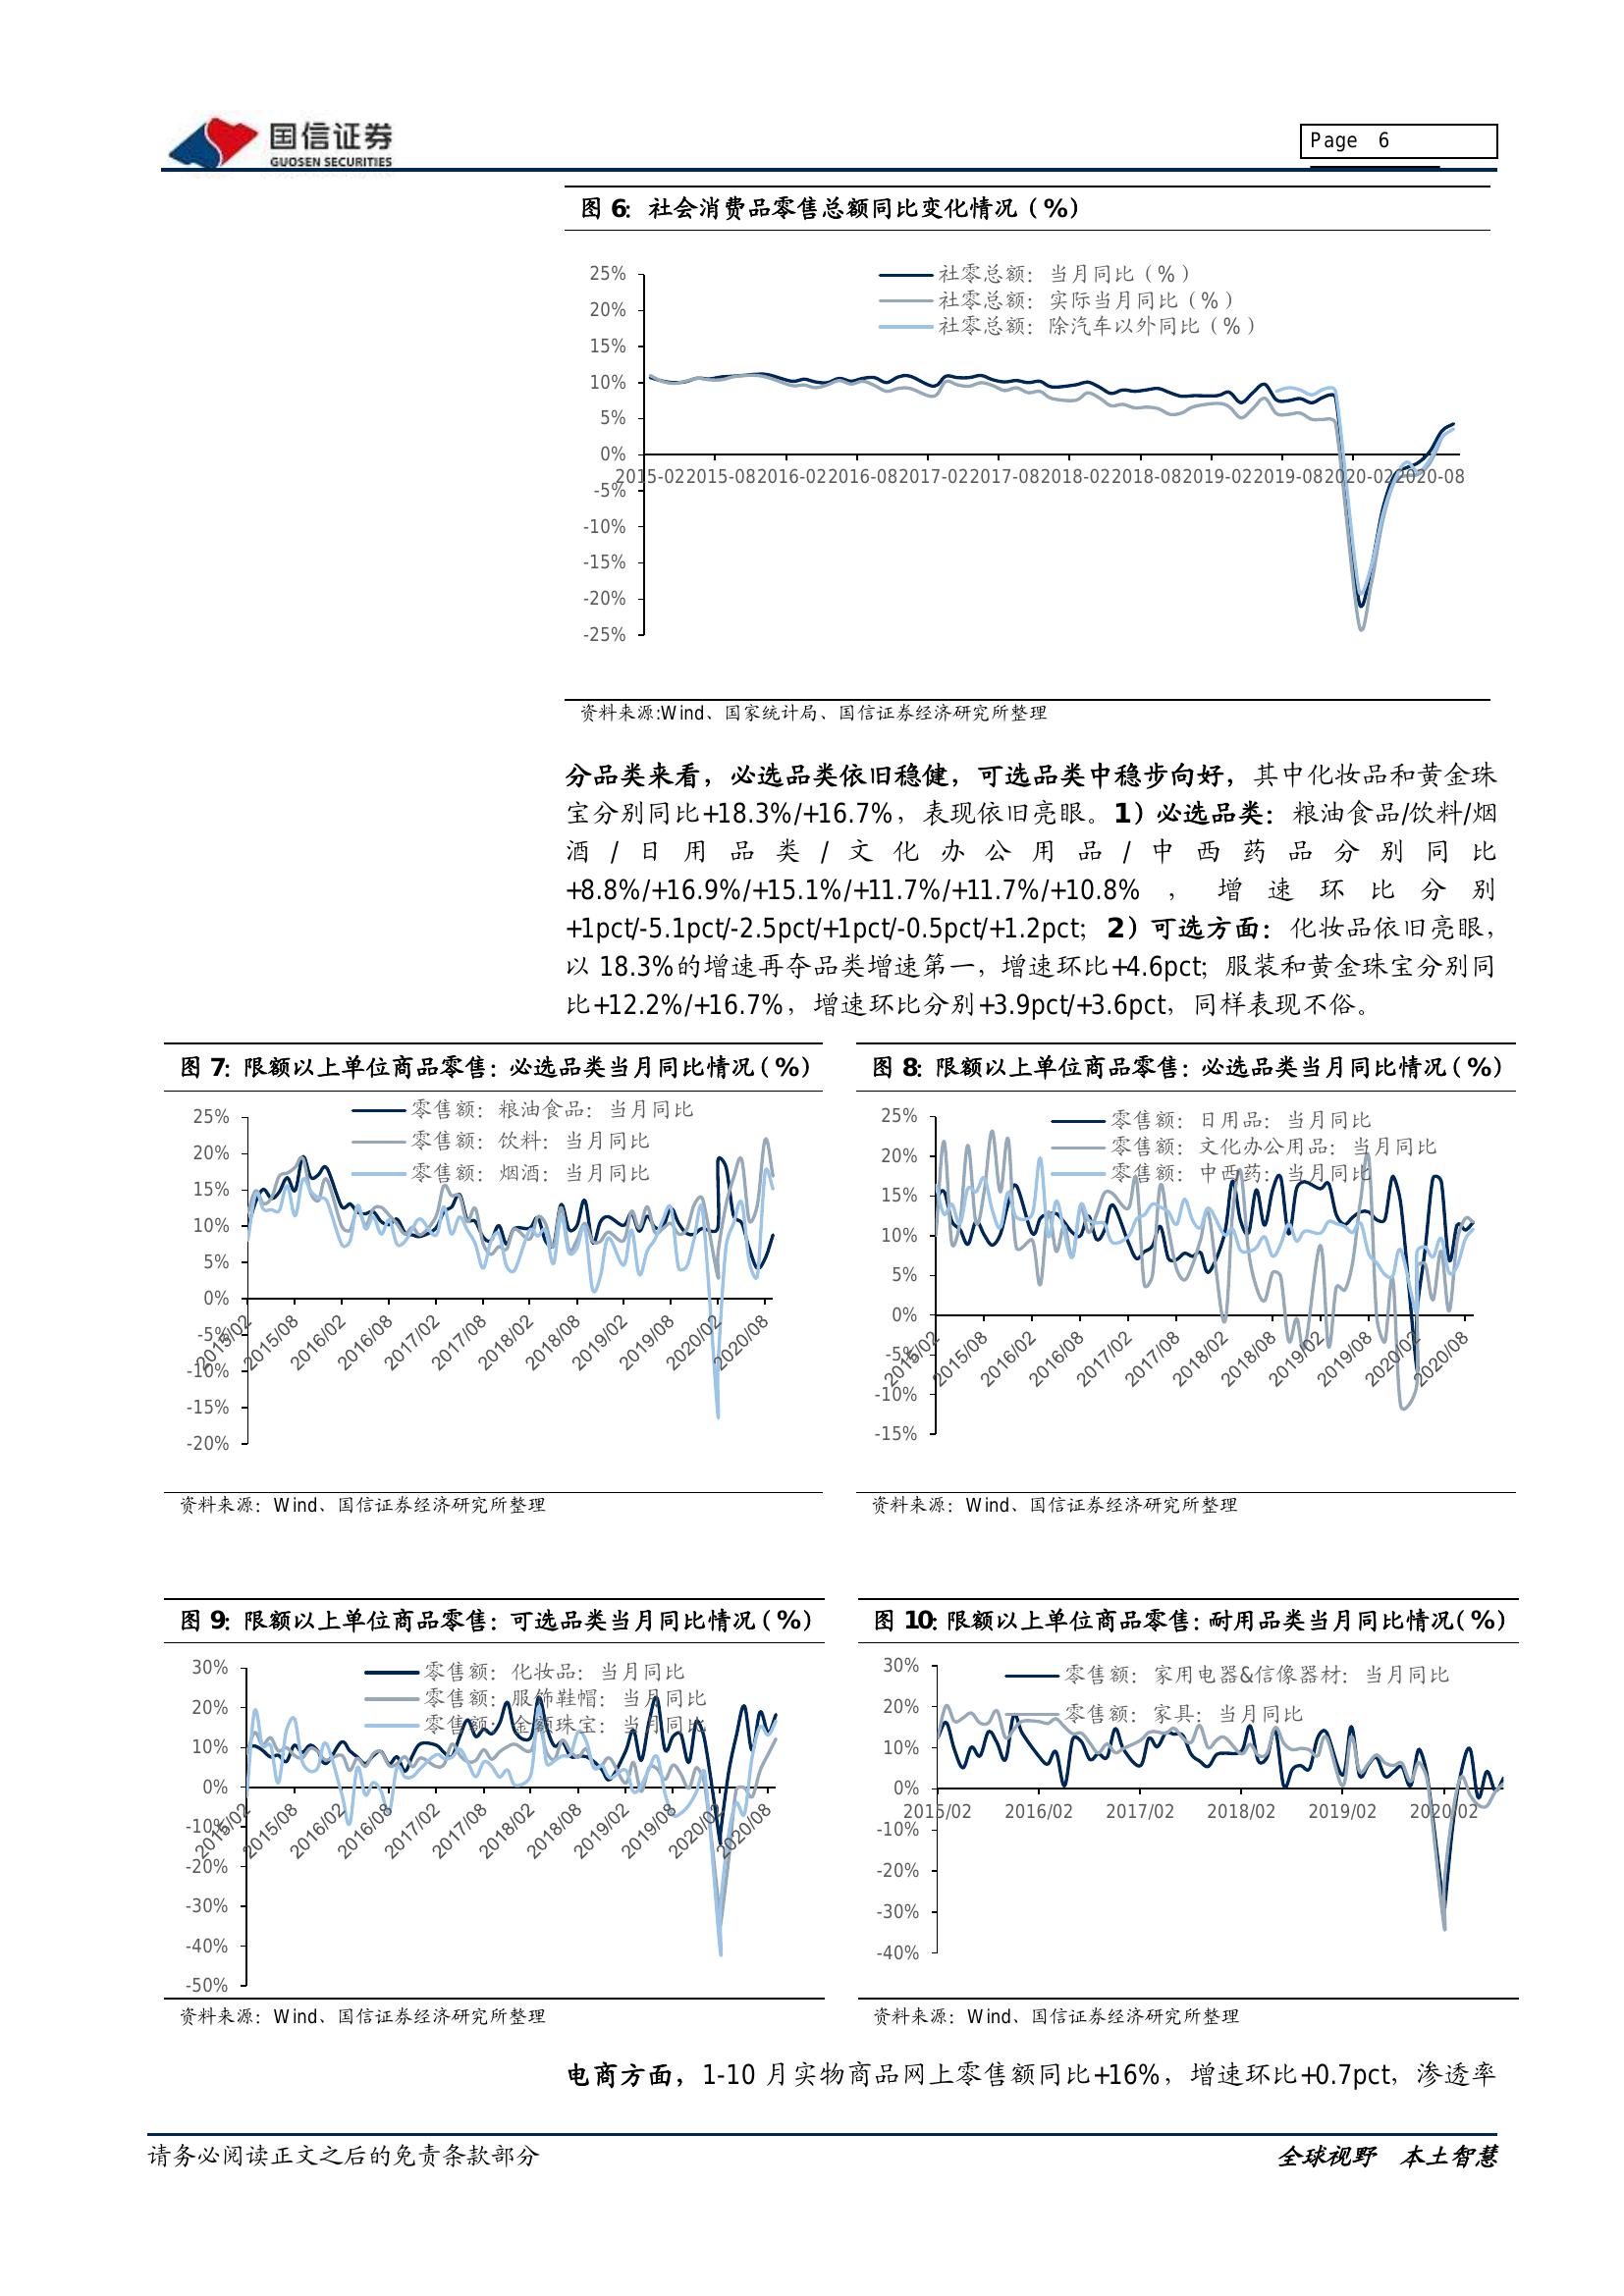 国信证券
GUOSEN SECURITIES
Page 6
图 6：社会消费品零售总额同比变化情况（%）
社零总额：当月同比（%）
社零总额：实际当月同比（%）
社零总额：除汽车以外同比（%）
25%
20%
15%
10%
5%
0%
-5%
-10%
-15%
-20%
-25%
2015-02 2015-08 2016-02 2016-08 2017-02 2017-08 2018-02 2018-08 2019-02 2019-08 2020-02 2020-08
资料来源:Wind、国家统计局、国信证券经济研究所整理
分品类来看，必选品类依旧稳健，可选品类中稳步向好，其中化妆品和黄金珠
宝分别同比+18.3%/+16.7%，表现依旧亮眼。1）必选品类：粮油食品/饮料/烟
酒/日用品类/文化办公用品/中西药品分别同比
+8.8%/+16.9%/+15.1%/+11.7%/+11.7%/+10.8%，增速环比分别
+1pct/-5.1pct/-2.5pct/+1pct/-0.5pct/+1.2pct；2）可选方面：化妆品依旧亮眼，
以 18.3%的增速再夺品类增速第一，增速环比+4.6pct；服装和黄金珠宝分别同
比+12.2%/+16.7%，增速环比分别+3.9pct/+3.6pct，同样表现不俗。
图 7：限额以上单位商品零售：必选品类当月同比情况（%）
零售额：粮油食品：当月同比
零售额：饮料：当月同比
零售额：烟酒：当月同比
25%
20%
15%
10%
5%
0%
-5%
-10%
-15%
-20%
2015/02 2015/08 2016/02 2016/08 2017/02 2017/08 2018/02 2018/08 2019/02 2019/08 2020/02 2020/08
资料来源：Wind、国信证券经济研究所整理
图 8：限额以上单位商品零售：必选品类当月同比情况（%）
零售额：日用品：当月同比
零售额：文化办公用品：当月同比
零售额：中西药：当月同比
25%
20%
15%
10%
5%
0%
-5%
-10%
-15%
2015/02 2015/08 2016/02 2016/08 2017/02 2017/08 2018/02 2018/08 2019/02 2019/08 2020/02 2020/08
资料来源：Wind、国信证券经济研究所整理
图 9：限额以上单位商品零售：可选品类当月同比情况（%）
零售额：化妆品：当月同比
零售额：服饰鞋帽：当月同比
零售额：金额珠宝：当月同比
30%
20%
10%
0%
-10%
-20%
-30%
-40%
-50%
2015/02 2015/08 2016/02 2016/08 2017/02 2017/08 2018/02 2018/08 2019/02 2019/08 2020/02 2020/08
资料来源：Wind、国信证券经济研究所整理
图 10：限额以上单位商品零售：耐用品类当月同比情况（%）
零售额：家用电器&信像器材：当月同比
零售额：家具：当月同比
30%
20%
10%
0%
-10%
-20%
-30%
-40%
2015/02 2016/02 2017/02 2018/02 2019/02 2020/02
资料来源：Wind、国信证券经济研究所整理
电商方面，1-10 月实物商品网上零售额同比+16%，增速环比+0.7pct，渗透率
请务必阅读正文之后的免责条款部分
全球视野 本土智慧